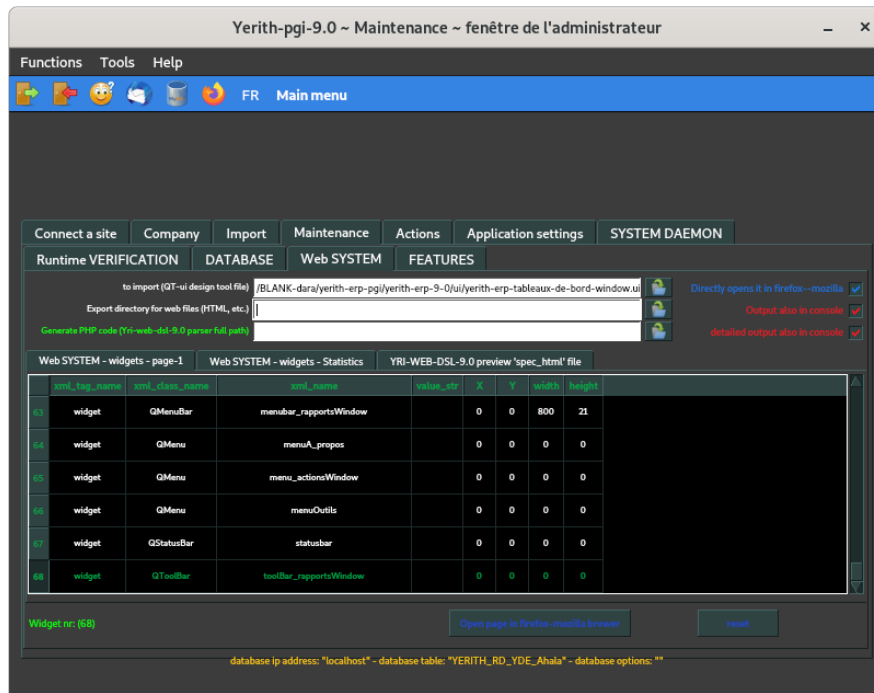 Yerith-pgi-9.0 ~ Maintenance ~ fenêtre de l'administrateur
Functions Tools Help
FR Main menu
Connect a site Company Import Maintenance Actions Application settings SYSTEM DAEMON
Runtime VERIFICATION DATABASE Web SYSTEM FEATURES
to import (QT-ui design tool file) /BLANK-dara/yerith-erp-pgi/yerith-erp-9-0/ui/yerith-erp-tableaux-de-bord-window.ui Directly opens it in firefox--mozilla
Export directory for web files (HTML, etc.) Output also in console
Generate PHP code (Yri-web-dsl-9.0 parser full path) detailed output also in console
Web SYSTEM - widgets - page-1 Web SYSTEM - widgets - Statistics YRI-WEB-DSL-9.0 preview 'spec_html' file
xml_tag_name xml_class_name xml_name value_str X Y width height
63 widget QMenuBar menubar_rapportsWindow 0 0 800 21
64 widget QMenu menuA_propos 0 0 0 0
65 widget QMenu menu_actionsWindow 0 0 0 0
66 widget QMenu menuOutils 0 0 0 0
67 widget QStatusBar statusbar 0 0 0 0
68 widget QToolBar toolBar_rapportsWindow 0 0 0 0
Widget nr: (68) Open page in firefox-mozilla brewer reset
database ip address: "localhost" - database table: "YERITH_RD_YDE_Ahala" - database options: ""